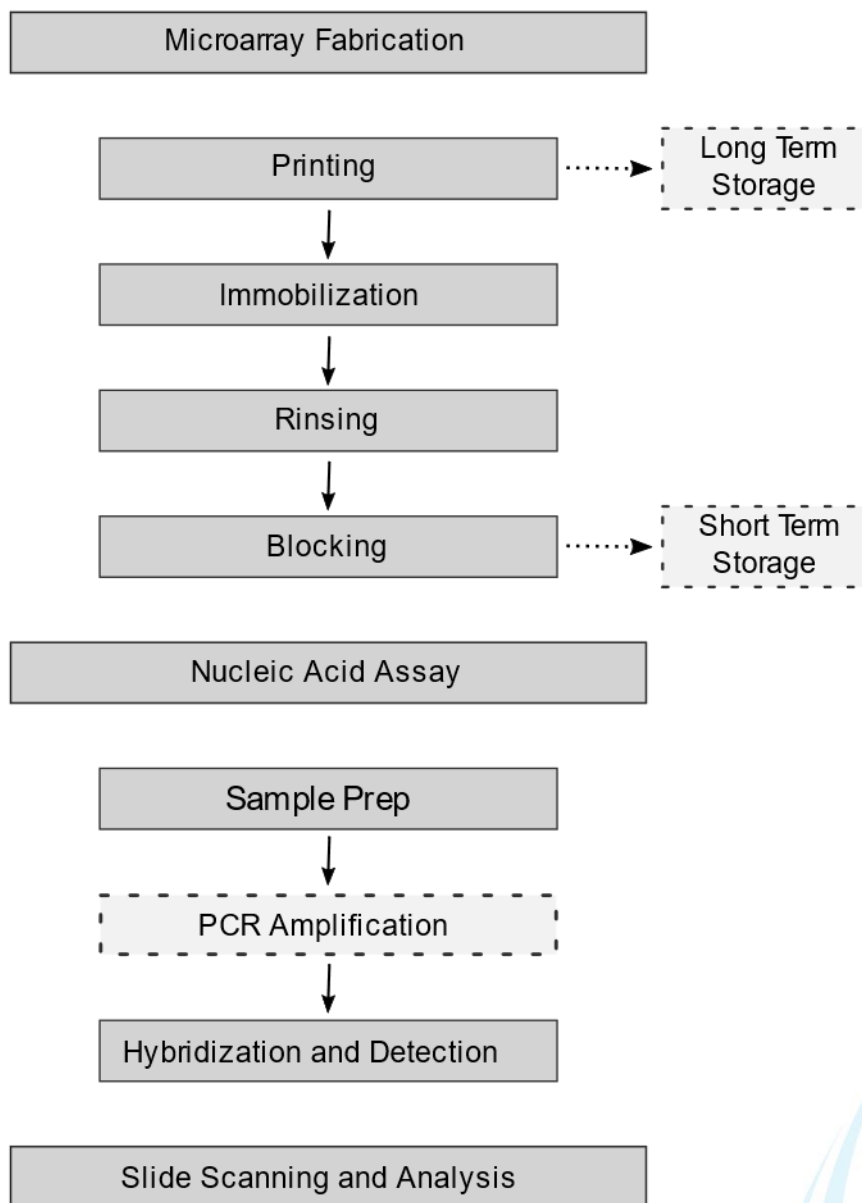 Microarray Fabrication
Printing
Long Term
Storage
Immobilization
Rinsing
Blocking
Short Term
Storage
Nucleic Acid Assay
Sample Prep
PCR Amplification
Hybridization and Detection
Slide Scanning and Analysis